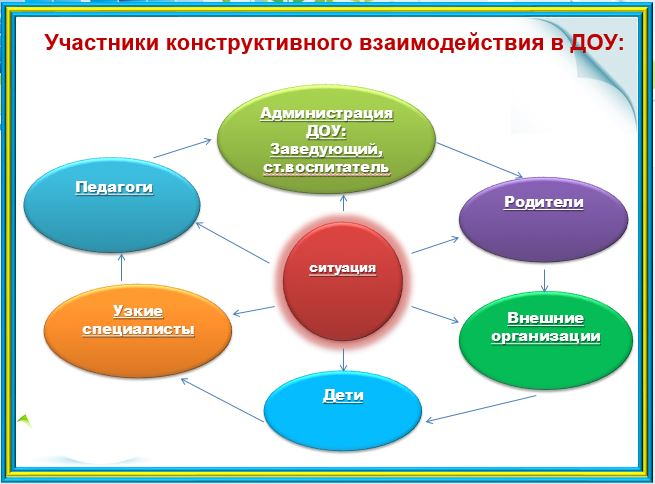 Участники конструктивного взаимодействия в ДОУ:
Администрация
ДОУ:
Заведующий,
ст.воспитатель
Педагоги
Родители
ситуация
Узкие
специалисты
Внешние
организации
Дети